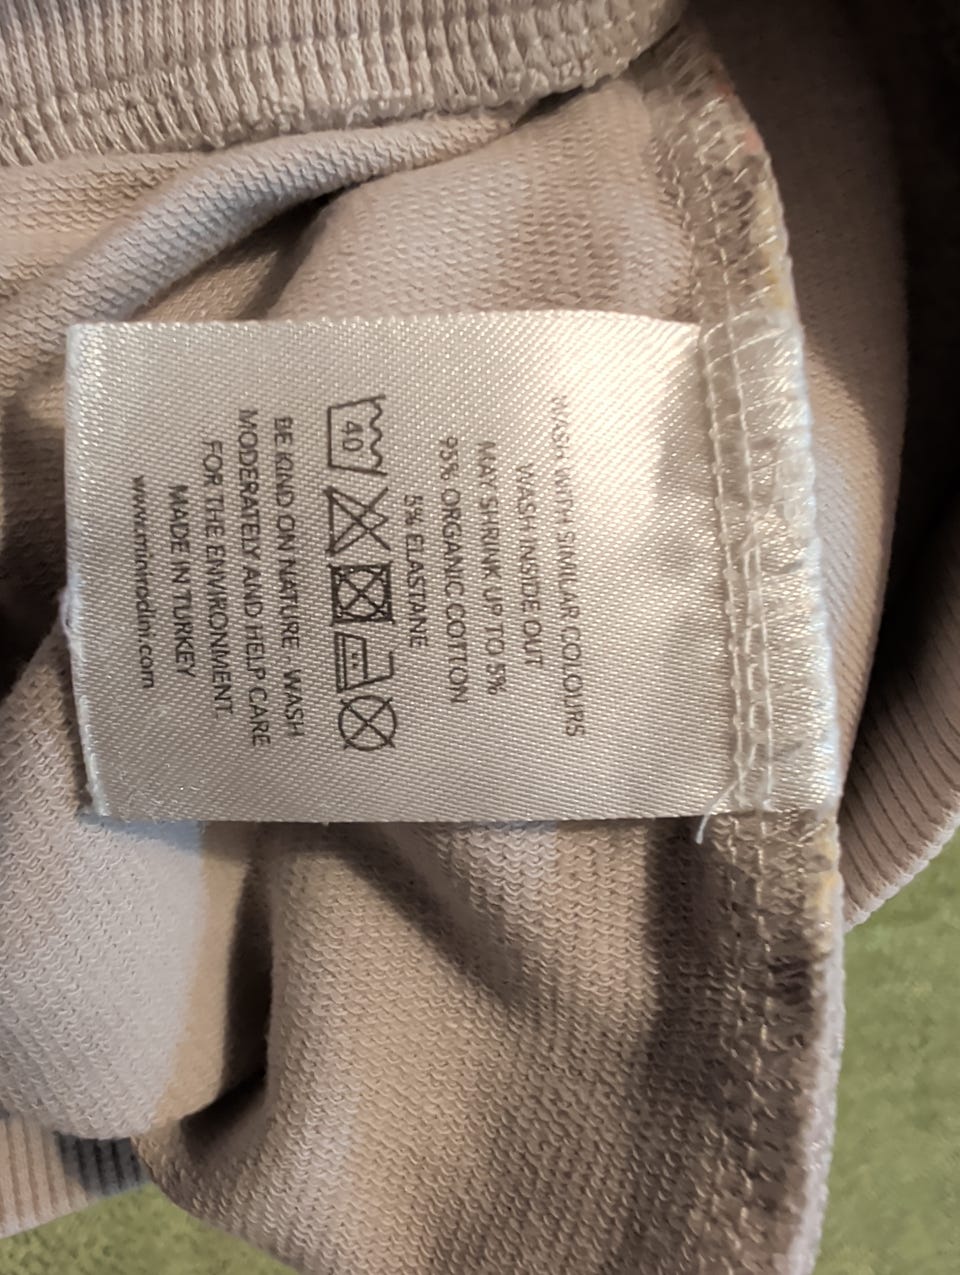 WASH WITH SIMILAR COLOURS
WASH INSIDE OUT
MAY SHRINK UP TO 5%
95% ORGANIC COTTON
5% ELASTANE
40
BE KIND ON NATURE - WASH
MODERATELY AND HELP CARE
FOR THE ENVIRONMENT.
MADE IN TURKEY
www.minirodini.com